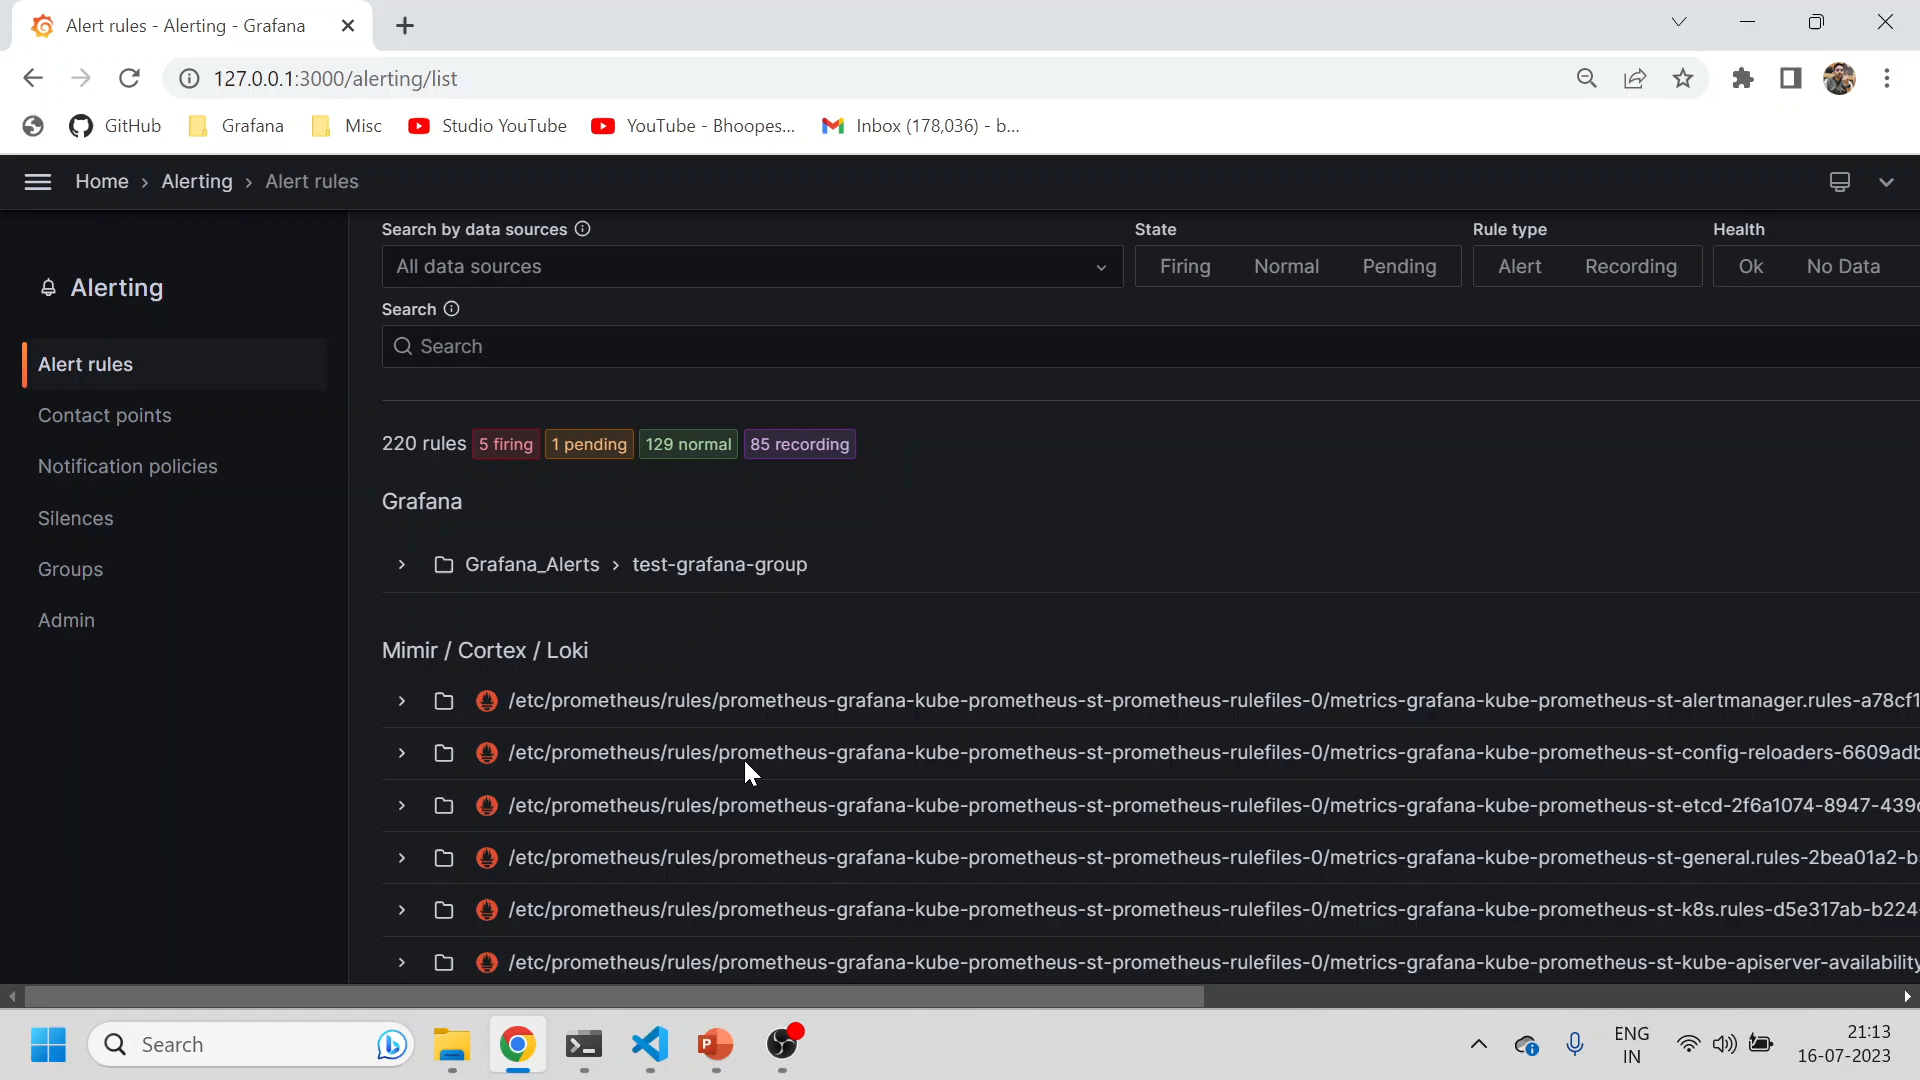 Alert rules - Alerting - Grafana
127.0.0.1:3000/alerting/list
GitHub Grafana Misc Studio YouTube YouTube - Bhoopes... Inbox (178,036) - b...
Home › Alerting › Alert rules
Alerting
Alert rules
Contact points
Notification policies
Silences
Groups
Admin
Search by data sources State Rule type Health
All data sources Firing Normal Pending Alert Recording Ok No Data
Search
Search
220 rules 5 firing 1 pending 129 normal 85 recording
Grafana
Grafana_Alerts › test-grafana-group
Mimir / Cortex / Loki
/etc/prometheus/rules/prometheus-grafana-kube-prometheus-st-prometheus-rulefiles-0/metrics-grafana-kube-prometheus-st-alertmanager.rules-a78cf1
/etc/prometheus/rules/prometheus-grafana-kube-prometheus-st-prometheus-rulefiles-0/metrics-grafana-kube-prometheus-st-config-reloaders-6609adb
/etc/prometheus/rules/prometheus-grafana-kube-prometheus-st-prometheus-rulefiles-0/metrics-grafana-kube-prometheus-st-etcd-2f6a1074-8947-439c
/etc/prometheus/rules/prometheus-grafana-kube-prometheus-st-prometheus-rulefiles-0/metrics-grafana-kube-prometheus-st-general.rules-2bea01a2-b
/etc/prometheus/rules/prometheus-grafana-kube-prometheus-st-prometheus-rulefiles-0/metrics-grafana-kube-prometheus-st-k8s.rules-d5e317ab-b224-
/etc/prometheus/rules/prometheus-grafana-kube-prometheus-st-prometheus-rulefiles-0/metrics-grafana-kube-prometheus-st-kube-apiserver-availability
Search
ENG
IN
21:13
16-07-2023